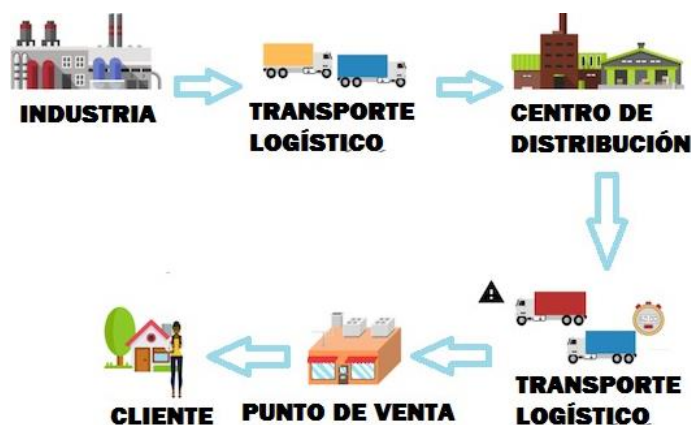 INDUSTRIA
TRANSPORTE
LOGÍSTICO
CENTRO DE
DISTRIBUCIÓN
TRANSPORTE
LOGÍSTICO
PUNTO DE VENTA
CLIENTE